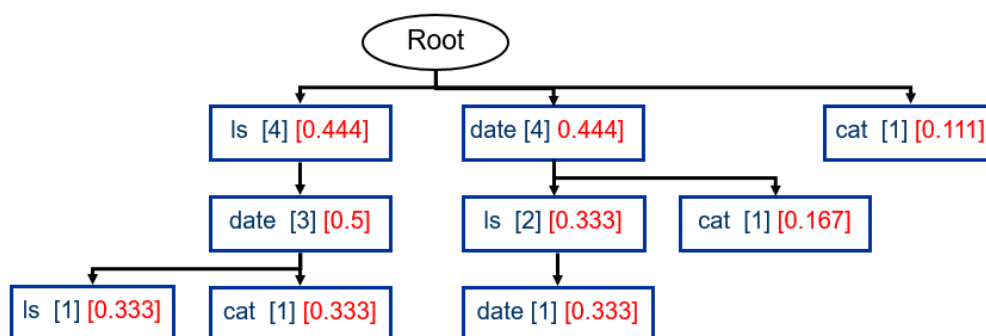 Root
ls [4] [0.444]
date [4] 0.444]
cat [1] [0.111]
date [3] [0.5]
ls [2] [0.333]
cat [1] [0.167]
ls [1] [0.333]
cat [1] [0.333]
date [1] [0.333]